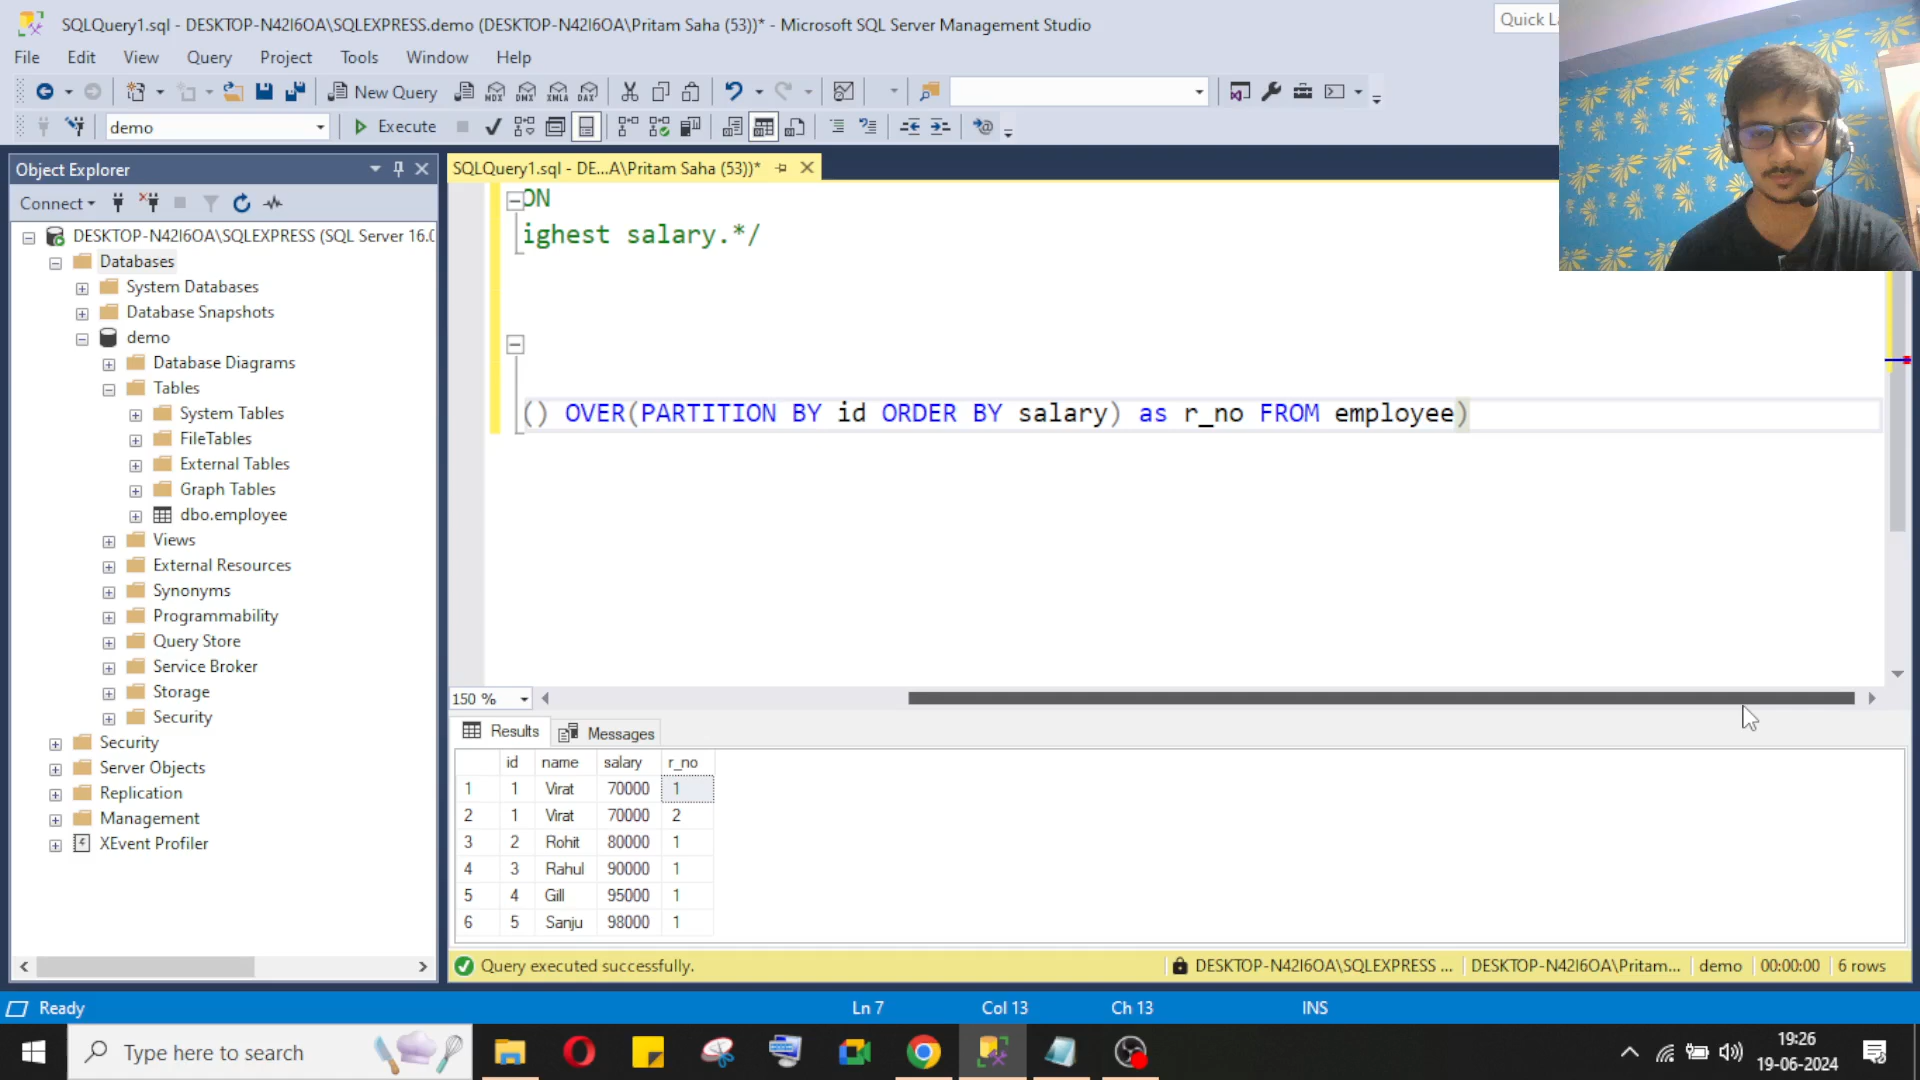 SQLQuery1.sql - DESKTOP-N42I6OA\SQLEXPRESS.demo (DESKTOP-N42I6OA\Pritam Saha (53))* - Microsoft SQL Server Management Studio
Quick L
File Edit View Query Project Tools Window Help
New Query
MDX DMX XMLA DAX
demo
Execute
Object Explorer
SQLQuery1.sql - DE...A\Pritam Saha (53))*
Connect
DESKTOP-N42I6OA\SQLEXPRESS (SQL Server 16.0
Databases
System Databases
Database Snapshots
demo
Database Diagrams
Tables
System Tables
FileTables
External Tables
Graph Tables
dbo.employee
Views
External Resources
Synonyms
Programmability
Query Store
Service Broker
Storage
Security
Security
Server Objects
Replication
Management
XEvent Profiler
ON
ighest salary.*/
() OVER(PARTITION BY id ORDER BY salary) as r_no FROM employee)
150 %
Results Messages
id name salary r_no
1 1 Virat 70000 1
2 1 Virat 70000 2
3 2 Rohit 80000 1
4 3 Rahul 90000 1
5 4 Gill 95000 1
6 5 Sanju 98000 1
Query executed successfully.
DESKTOP-N42I6OA\SQLEXPRESS ... DESKTOP-N42I6OA\Pritam... demo 00:00:00 6 rows
Ready
Ln 7 Col 13 Ch 13 INS
Type here to search
19:26
19-06-2024